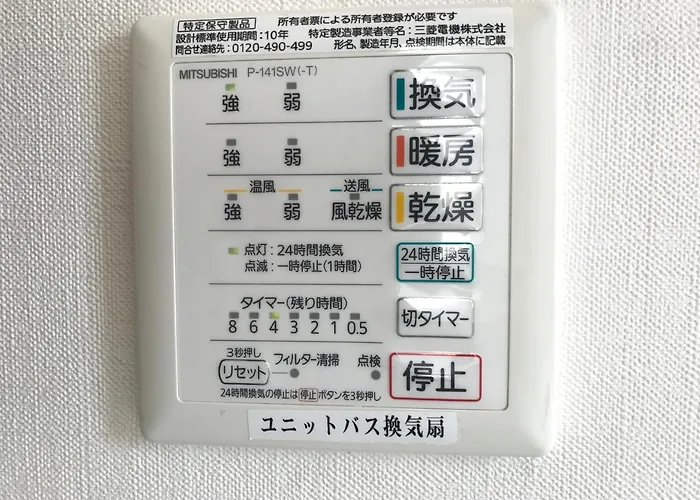 特定保守製品 所有者票による所有者登録が必要です
設計標準使用期間：10年 特定製造事業者等名：三菱電機株式会社
問合せ連絡先：0120-490-499 形名、製造年月、点検期間は本体に記載
MITSUBISHI P-141SW(-T)
強 弱 換気
強 弱 暖房
温風 送風
強 弱 風乾燥 乾燥
点灯：24時間換気
点滅：一時停止(1時間)
24時間換気
一時停止
タイマー(残り時間)
8 6 4 3 2 1 0.5
切タイマー
3秒押し
リセット フィルター清掃 点検
停止
24時間換気の停止は停止ボタンを3秒押し
ユニットバス換気扇